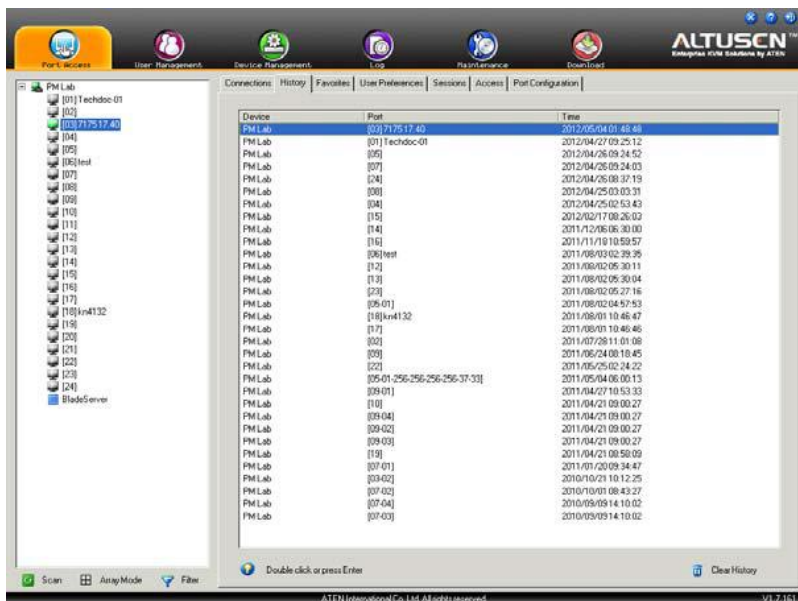 ALTUSCN™
Enterprise KVM Solutions by ATEN
Port Access
User Management
Device Management
Log
Maintenance
Download
PM Lab
[01] Techdoc-01
[02]
[03] 717517.40
[04]
[05]
[06] test
[07]
[08]
[09]
[10]
[11]
[12]
[13]
[14]
[15]
[16]
[17]
[18] kn4132
[19]
[20]
[21]
[22]
[23]
[24]
BladeServer
Scan
Array Mode
Filter
Connections History Favorites User Preferences Sessions Access Port Configuration
Device Port Time
PM Lab [03] 717517.40 2012/05/04 01:48:48
PM Lab [01] Techdoc-01 2012/04/27 09:25:12
PM Lab [05] 2012/04/26 09:24:52
PM Lab [07] 2012/04/26 09:24:03
PM Lab [24] 2012/04/26 08:37:19
PM Lab [08] 2012/04/25 03:03:31
PM Lab [04] 2012/04/25 02:53:43
PM Lab [15] 2012/02/17 08:26:03
PM Lab [14] 2011/12/06 06:30:00
PM Lab [16] 2011/11/18 10:59:57
PM Lab [06] test 2011/08/03 02:39:35
PM Lab [12] 2011/08/02 05:30:11
PM Lab [13] 2011/08/02 05:30:04
PM Lab [23] 2011/08/02 05:27:16
PM Lab [05-01] 2011/08/02 04:57:53
PM Lab [18] kn4132 2011/08/01 10:46:47
PM Lab [17] 2011/08/01 10:46:46
PM Lab [02] 2011/07/28 11:01:08
PM Lab [09] 2011/06/24 08:18:45
PM Lab [22] 2011/05/25 02:24:22
PM Lab [05-01-256-256-256-256-37-33] 2011/05/04 06:00:13
PM Lab [09-01] 2011/04/27 10:53:33
PM Lab [10] 2011/04/21 09:00:27
PM Lab [09-04] 2011/04/21 09:00:27
PM Lab [09-02] 2011/04/21 09:00:27
PM Lab [09-03] 2011/04/21 09:00:27
PM Lab [19] 2011/04/21 08:58:09
PM Lab [07-01] 2011/01/20 09:34:47
PM Lab [03-02] 2010/10/21 10:12:25
PM Lab [07-02] 2010/10/01 08:43:27
PM Lab [07-04] 2010/09/09 14:10:02
PM Lab [07-03] 2010/09/09 14:10:02
Double click or press Enter
Clear History
ATEN International Co. Ltd. All rights reserved.
V1.7.161